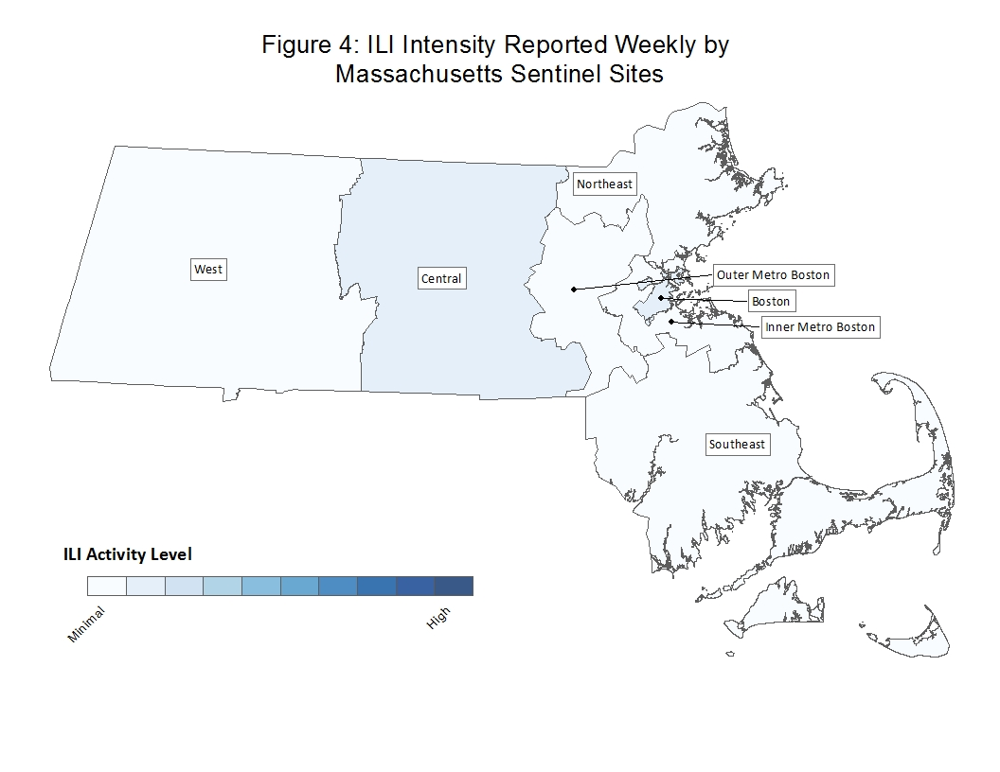 Figure 4: ILI Intensity Reported Weekly by
Massachusetts Sentinel Sites
Northeast
West
Central
Outer Metro Boston
Boston
Inner Metro Boston
Southeast
ILI Activity Level
Minimal
High